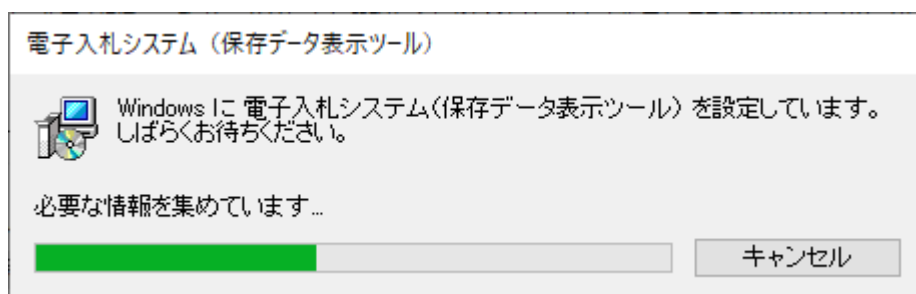 電子入札システム（保存データ表示ツール）
Windows に 電子入札システム(保存データ表示ツール） を設定しています。
しばらくお待ちください。
必要な情報を集めています...
キャンセル